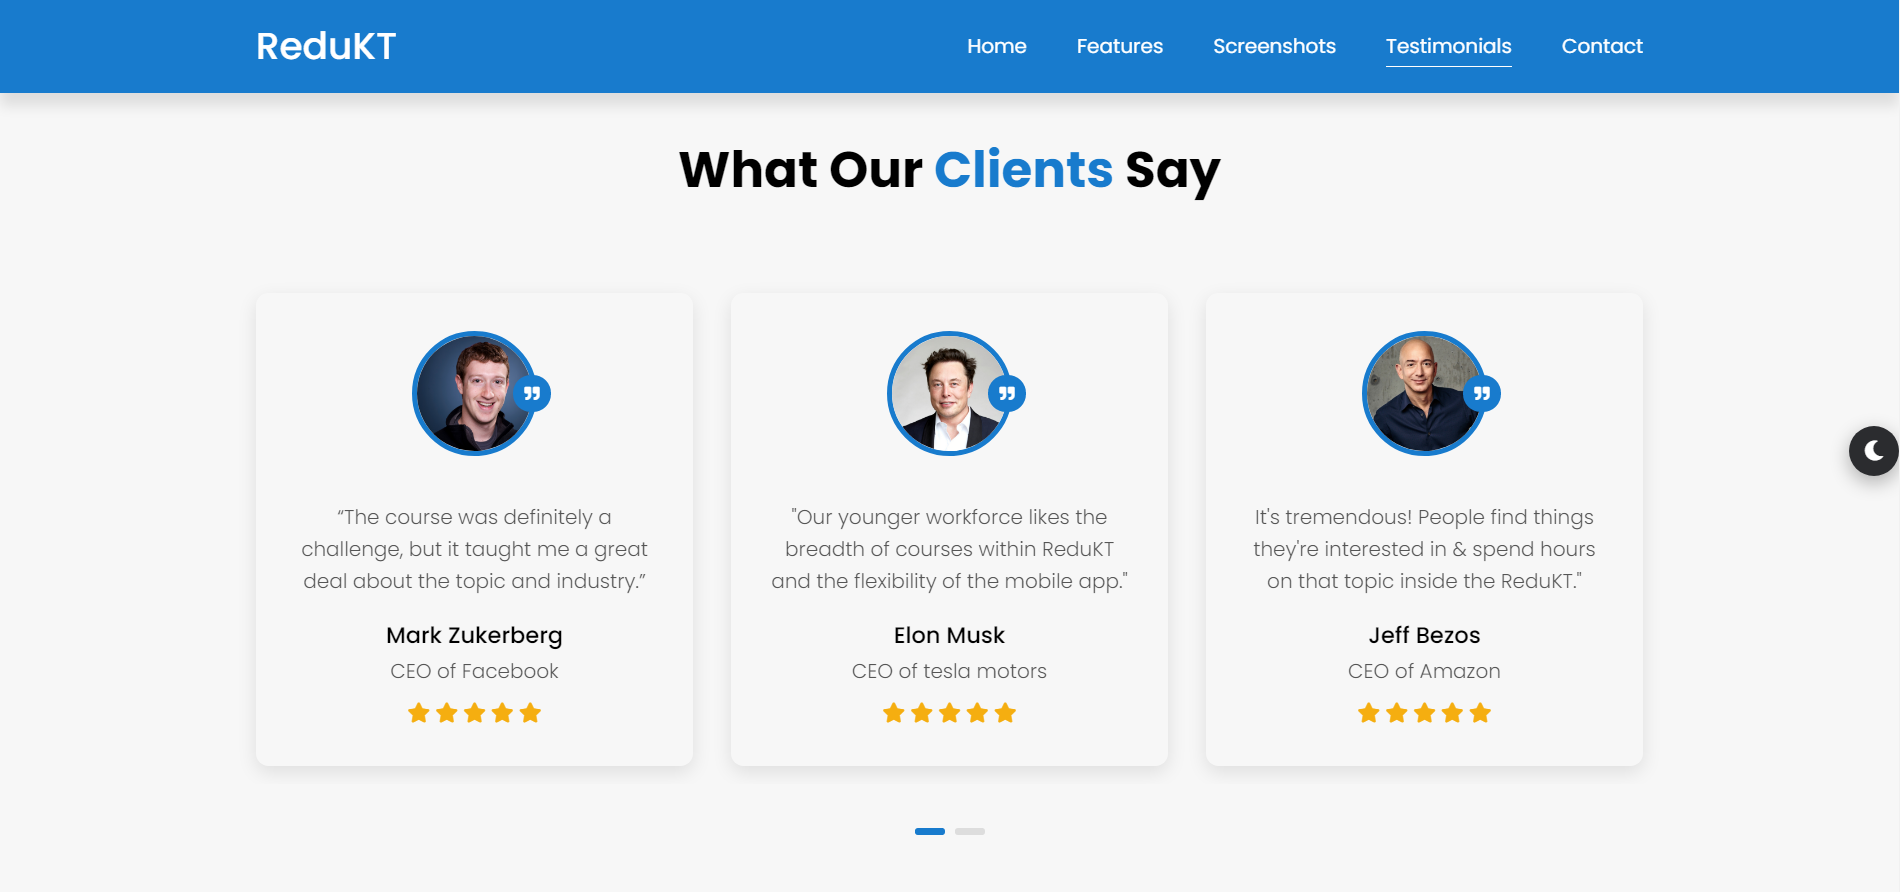 ReduKT
Home Features Screenshots Testimonials Contact
What Our Clients Say
“The course was definitely a
challenge, but it taught me a great
deal about the topic and industry.”
Mark Zukerberg
CEO of Facebook
"Our younger workforce likes the
breadth of courses within ReduKT
and the flexibility of the mobile app."
Elon Musk
CEO of tesla motors
It's tremendous! People find things
they're interested in & spend hours
on that topic inside the ReduKT."
Jeff Bezos
CEO of Amazon